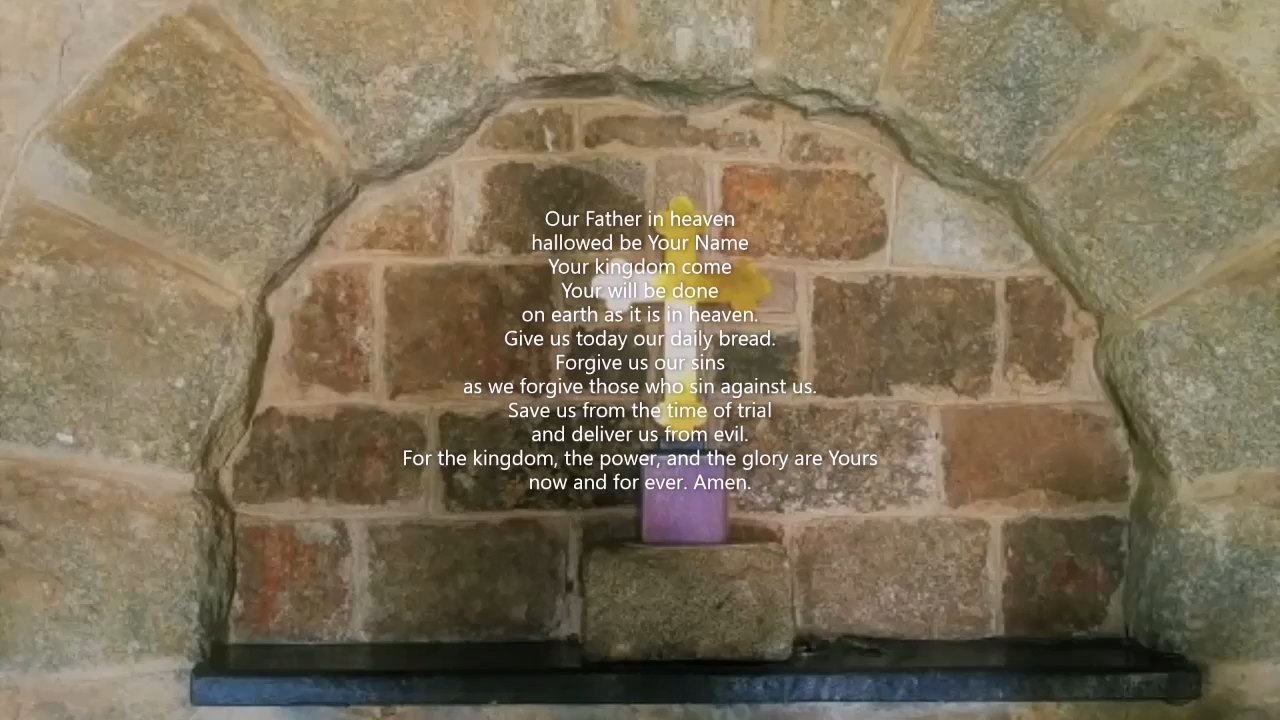 Our Father in heaven
hallowed be Your Name
Your kingdom come
Your will be done
on earth as it is in heaven.
Give us today our daily bread.
Forgive us our sins
as we forgive those who sin against us.
Save us from the time of trial
and deliver us from evil.
For the kingdom, the power, and the glory are Yours
now and for ever. Amen.